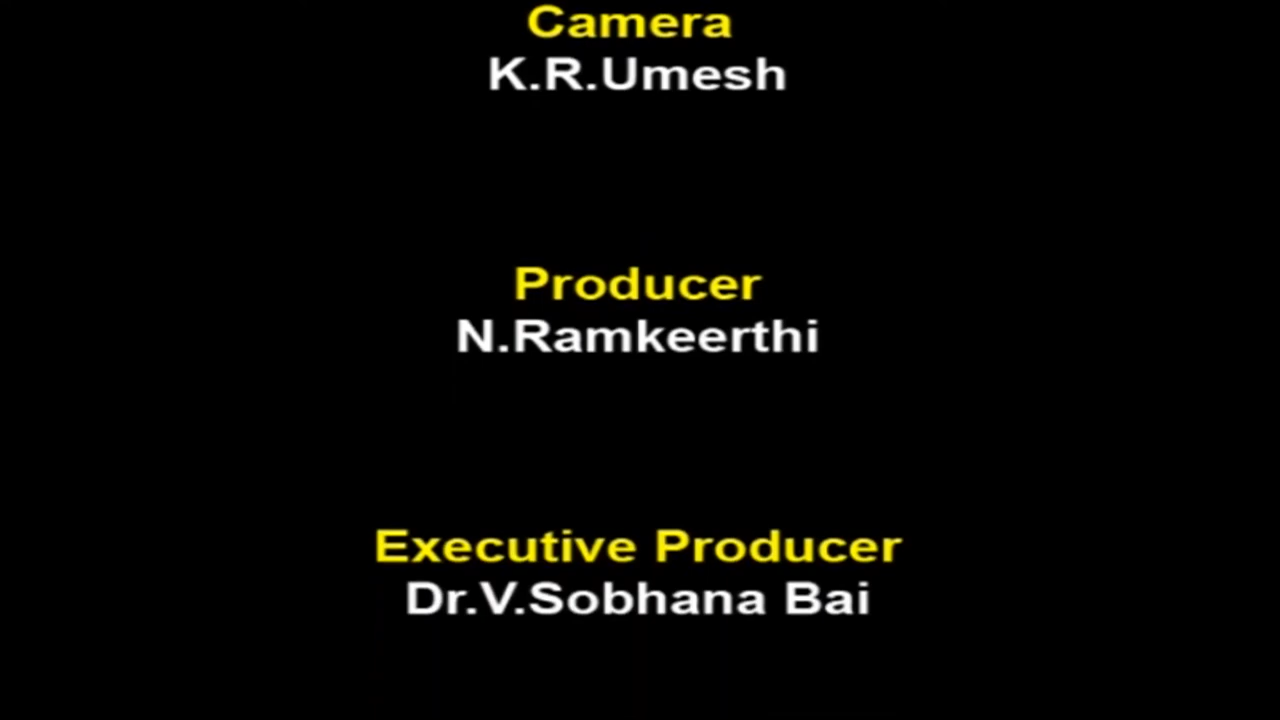 Camera
K.R.Umesh
Producer
N.Ramkeerthi
Executive Producer
Dr.V.Sobhana Bai